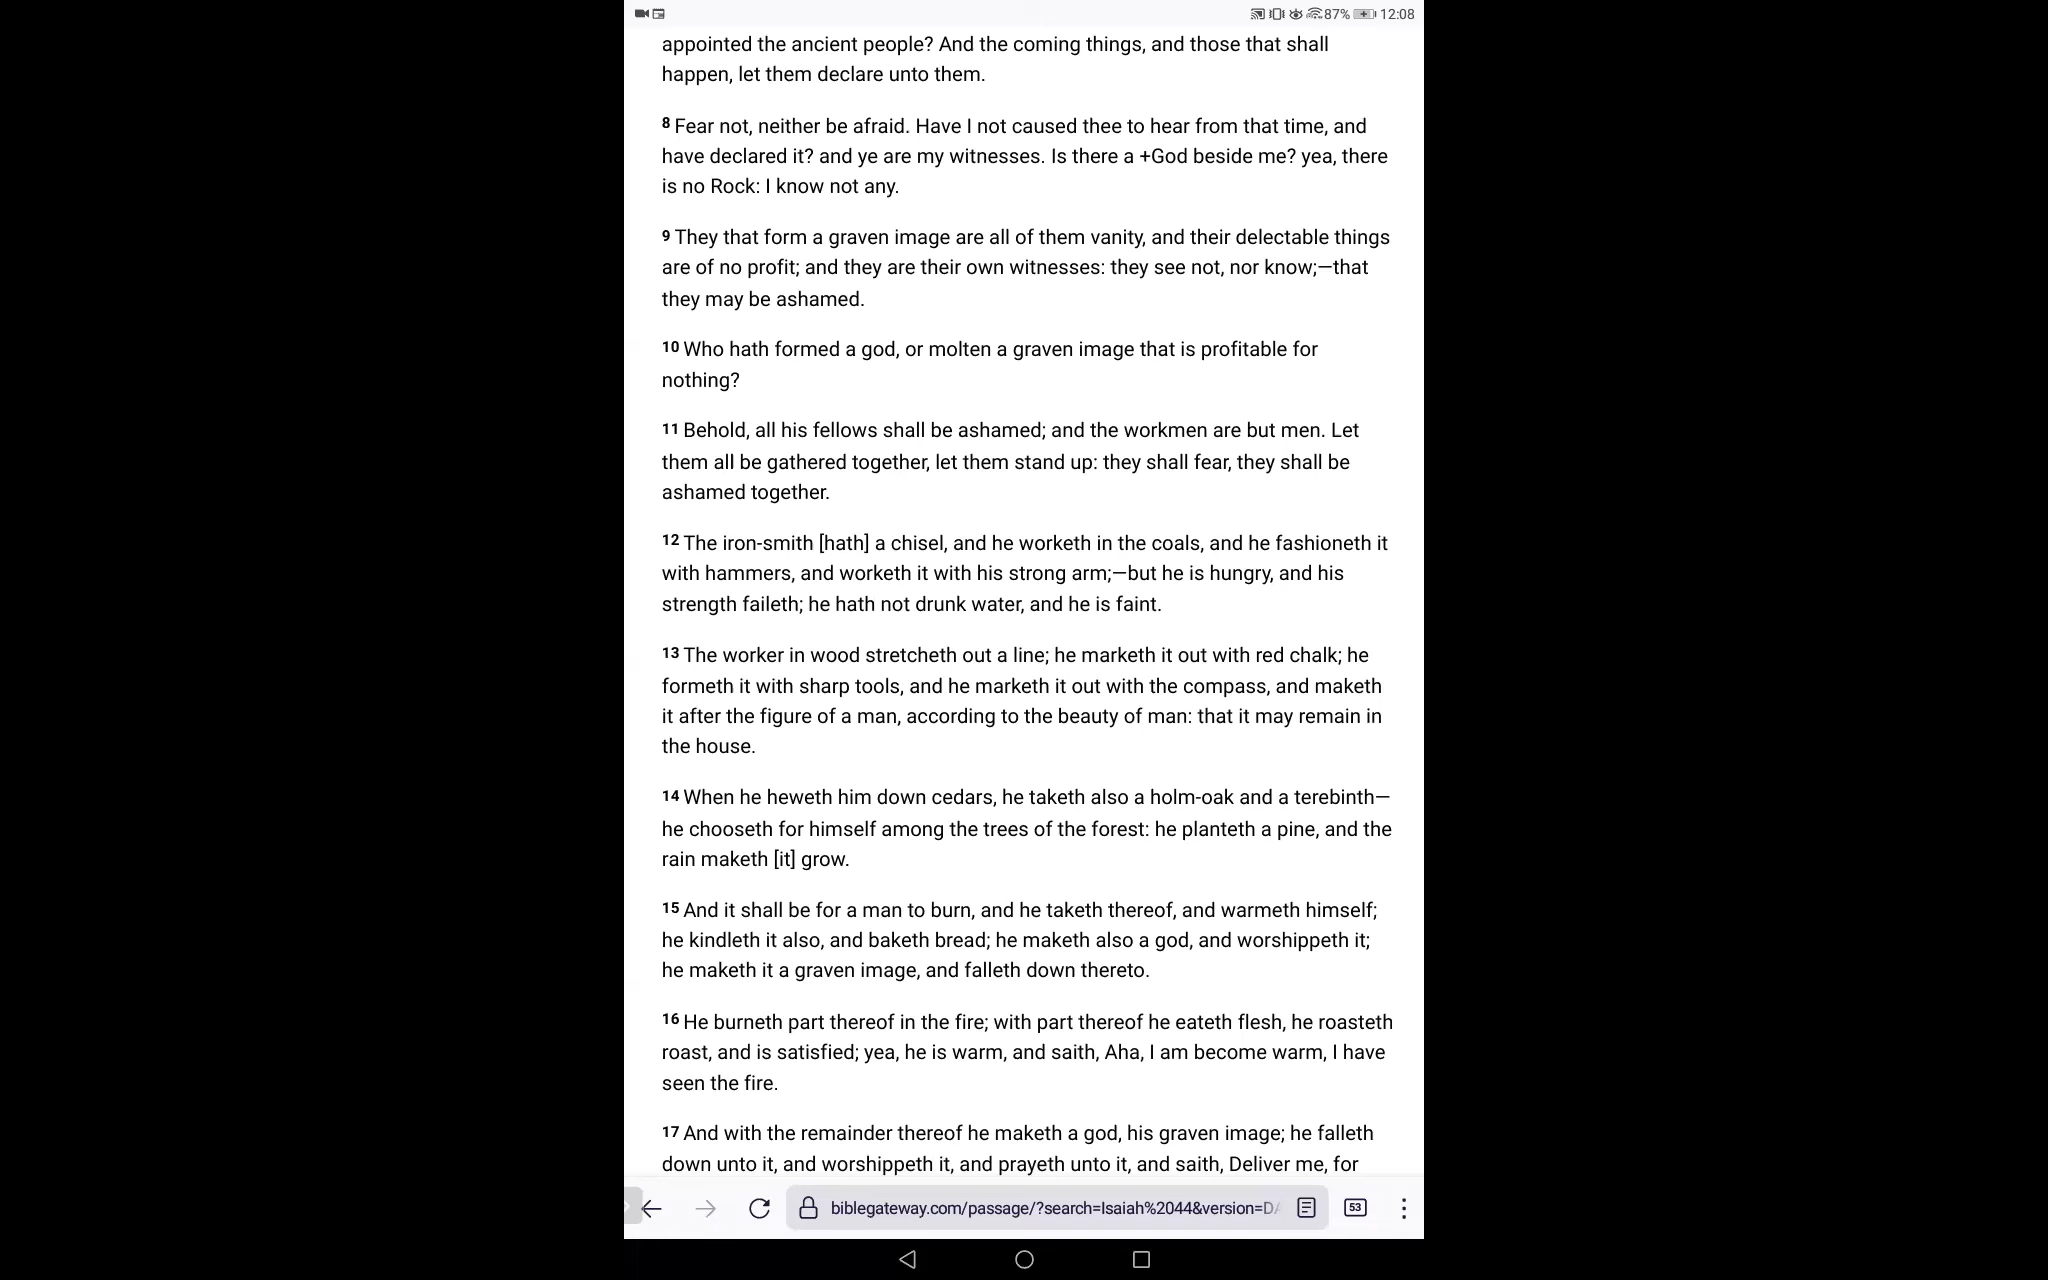 87% 12:08
appointed the ancient people? And the coming things, and those that shall
happen, let them declare unto them.
8 Fear not, neither be afraid. Have I not caused thee to hear from that time, and
have declared it? and ye are my witnesses. Is there a +God beside me? yea, there
is no Rock: I know not any.
9 They that form a graven image are all of them vanity, and their delectable things
are of no profit; and they are their own witnesses: they see not, nor know;—that
they may be ashamed.
10 Who hath formed a god, or molten a graven image that is profitable for
nothing?
11 Behold, all his fellows shall be ashamed; and the workmen are but men. Let
them all be gathered together, let them stand up: they shall fear, they shall be
ashamed together.
12 The iron-smith [hath] a chisel, and he worketh in the coals, and he fashioneth it
with hammers, and worketh it with his strong arm;—but he is hungry, and his
strength faileth; he hath not drunk water, and he is faint.
13 The worker in wood stretcheth out a line; he marketh it out with red chalk; he
formeth it with sharp tools, and he marketh it out with the compass, and maketh
it after the figure of a man, according to the beauty of man: that it may remain in
the house.
14 When he heweth him down cedars, he taketh also a holm-oak and a terebinth—
he chooseth for himself among the trees of the forest: he planteth a pine, and the
rain maketh [it] grow.
15 And it shall be for a man to burn, and he taketh thereof, and warmeth himself;
he kindleth it also, and baketh bread; he maketh also a god, and worshippeth it;
he maketh it a graven image, and falleth down thereto.
16 He burneth part thereof in the fire; with part thereof he eateth flesh, he roasteth
roast, and is satisfied; yea, he is warm, and saith, Aha, I am become warm, I have
seen the fire.
17 And with the remainder thereof he maketh a god, his graven image; he falleth
down unto it, and worshippeth it, and prayeth unto it, and saith, Deliver me, for
biblegateway.com/passage/?search=Isaiah%2044&version=DA 53